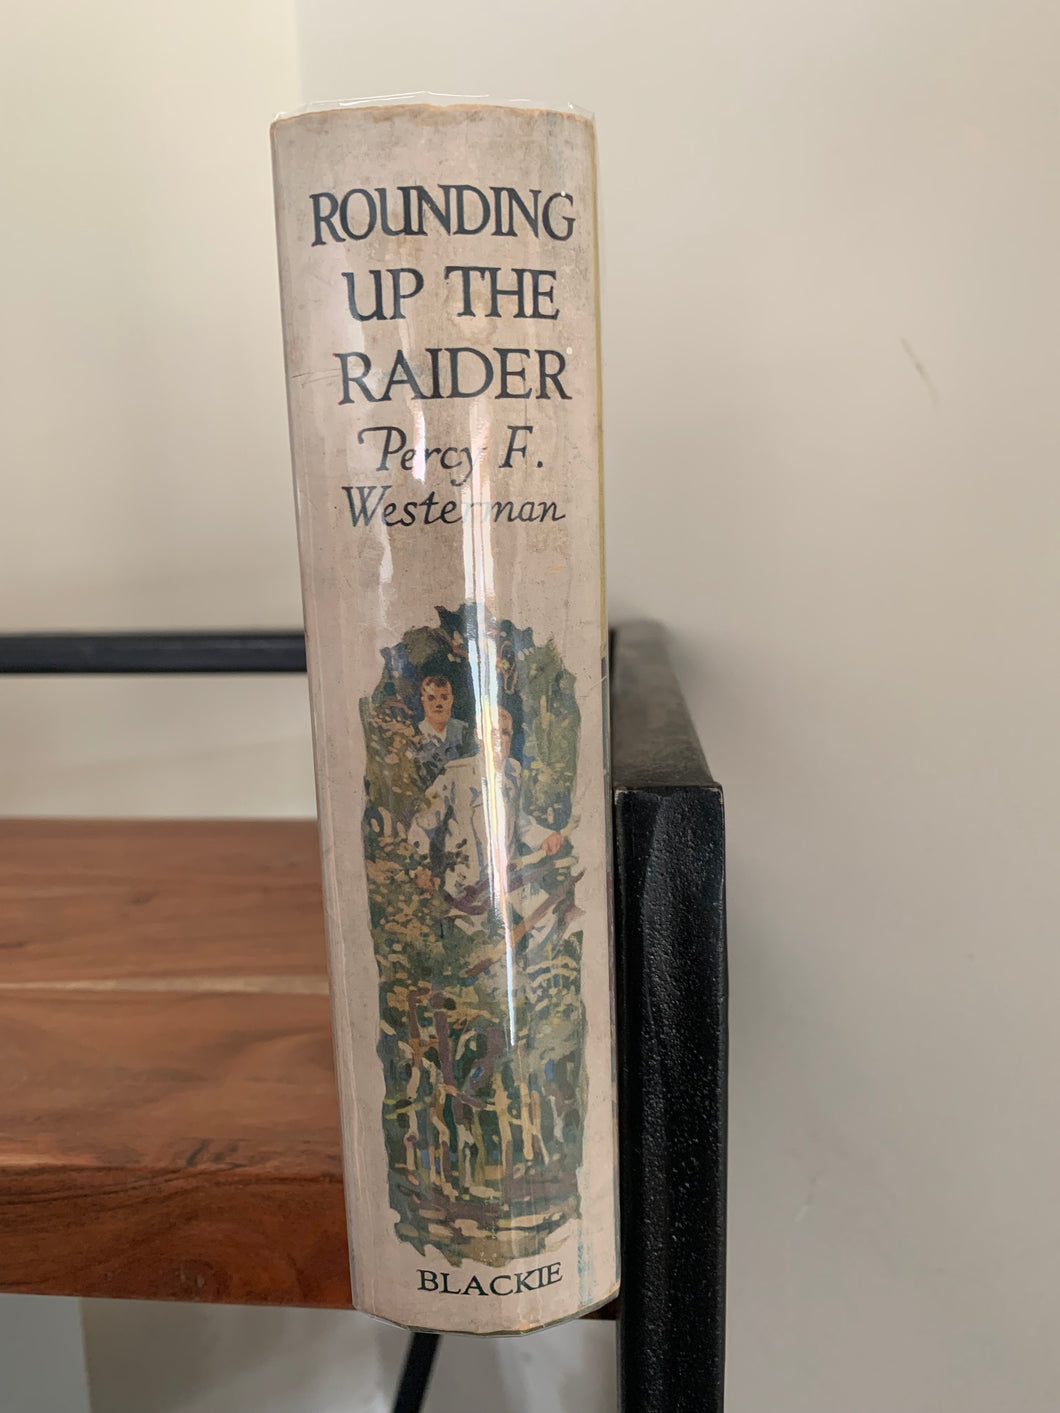 ROUNDING
UP THE
RAIDER
Percy F.
Westerman
BLACKIE